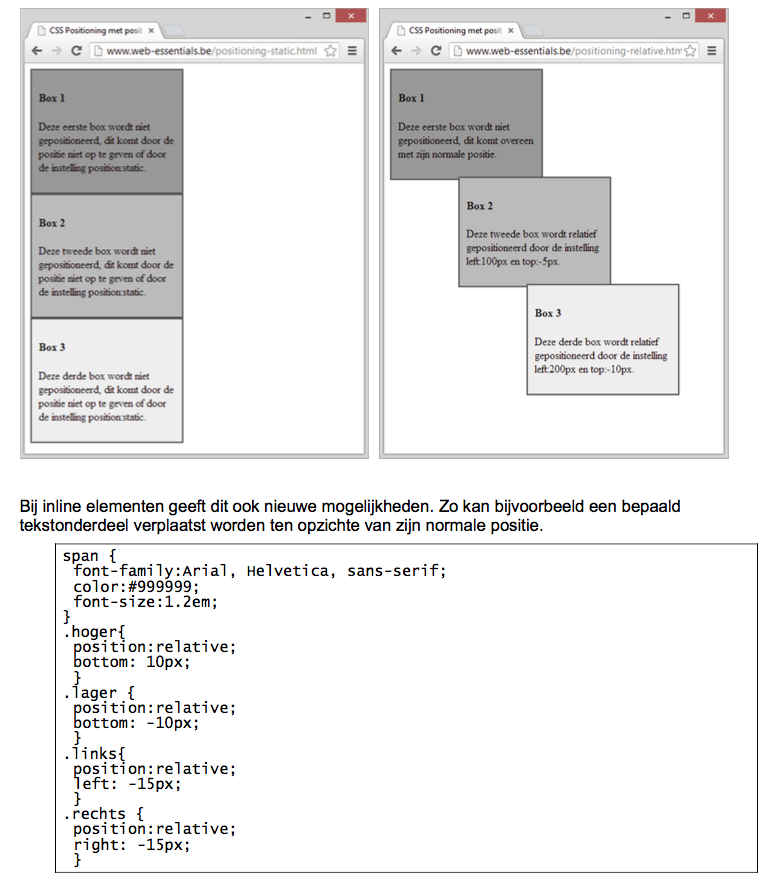 CSS Positioning met posit
www.web-essentials.be/positioning-static.html
Box 1
Deze eerste box wordt niet
gepositioneerd, dit komt door de
positie niet op te geven of door
de instelling position:static.
Box 2
Deze tweede box wordt niet
gepositioneerd, dit komt door de
positie niet op te geven of door
de instelling position:static.
Box 3
Deze derde box wordt niet
gepositioneerd, dit komt door de
positie niet op te geven of door
de instelling position:static.
CSS Positioning met posit
www.web-essentials.be/positioning-relative.htm
Box 1
Deze eerste box wordt niet
gepositioneerd, dit komt overeen
met zijn normale positie.
Box 2
Deze tweede box wordt relatief
gepositioneerd door de instelling
left:100px en top:-5px.
Box 3
Deze derde box wordt relatief
gepositioneerd door de instelling
left:200px en top:-10px.
Bij inline elementen geeft dit ook nieuwe mogelijkheden. Zo kan bijvoorbeeld een bepaald
tekstonderdeel verplaatst worden ten opzichte van zijn normale positie.
span {
font-family:Arial, Helvetica, sans-serif;
color:#999999;
font-size:1.2em;
}
.hoger{
position:relative;
bottom: 10px;
}
.lager {
position:relative;
bottom: -10px;
}
.links{
position:relative;
left: -15px;
}
.rechts {
position:relative;
right: -15px;
}